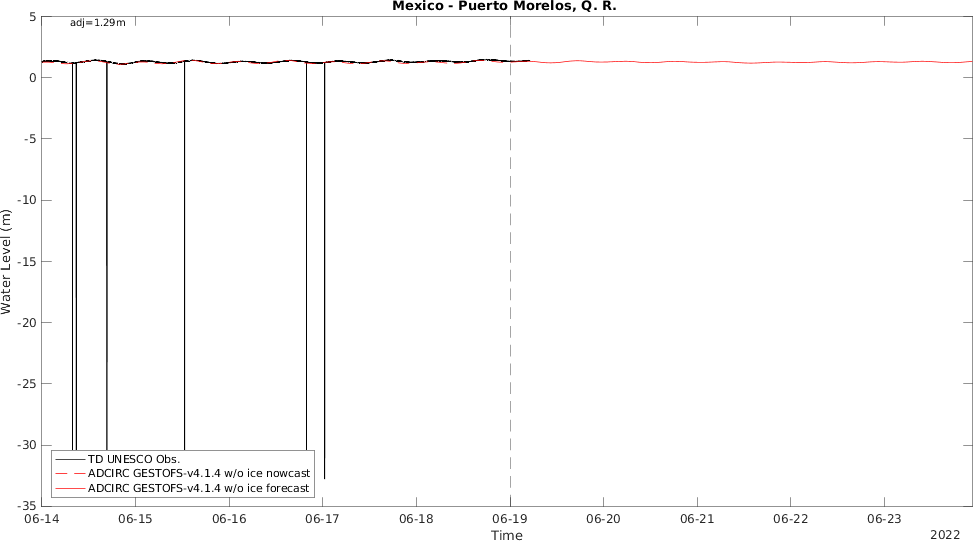 Mexico - Puerto Morelos, Q. R.
adj=1.29m
5
0
-5
-10
-15
-20
-25
-30
-35
Water Level (m)
TD UNESCO Obs.
ADCIRC GESTOFS-v4.1.4 w/o ice nowcast
ADCIRC GESTOFS-v4.1.4 w/o ice forecast
06-14 06-15 06-16 06-17 06-18 06-19 06-20 06-21 06-22 06-23
Time
2022